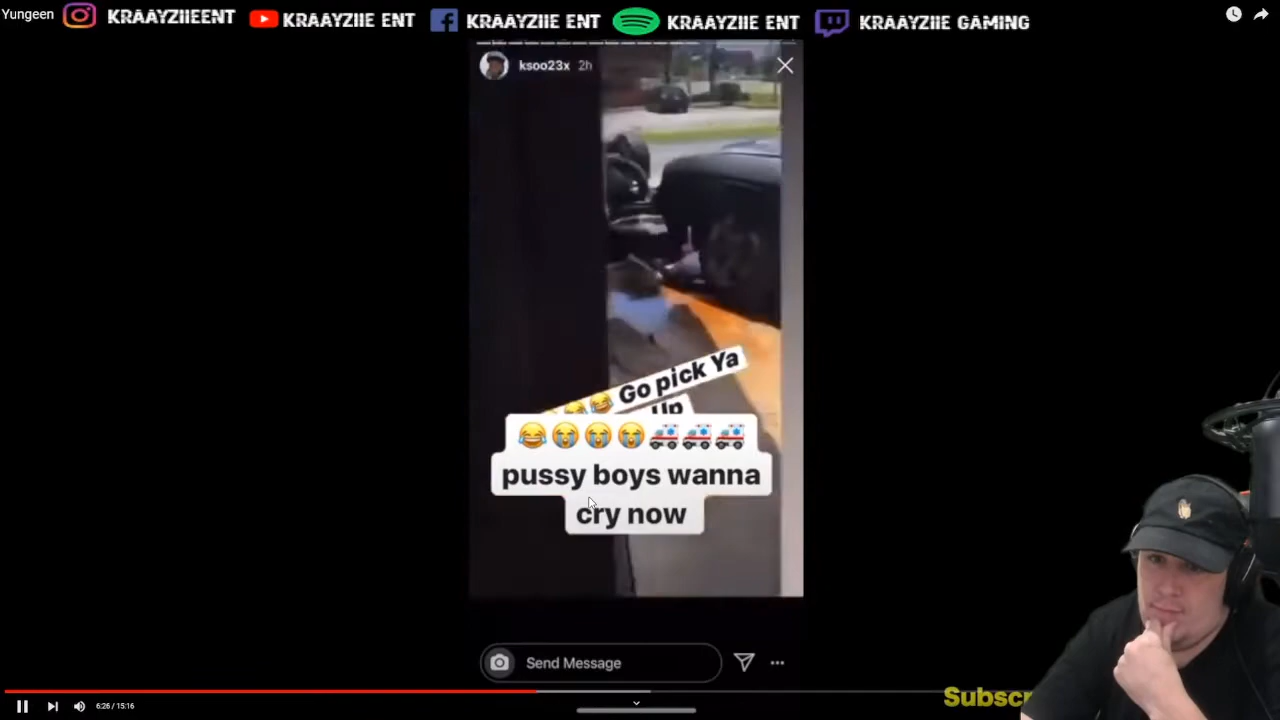 Yungeen
KRAAYZIIEENT
KRAAYZIIE ENT
KRAAYZIIE ENT
KRAAYZIIE ENT
KRAAYZIIE GAMING
ksoo23x 2h
😂😂😂 Go pick Ya
Up
😂😭😭😭🚑🚑🚑
pussy boys wanna
cry now
Send Message
Subscr
6:26 / 15:16